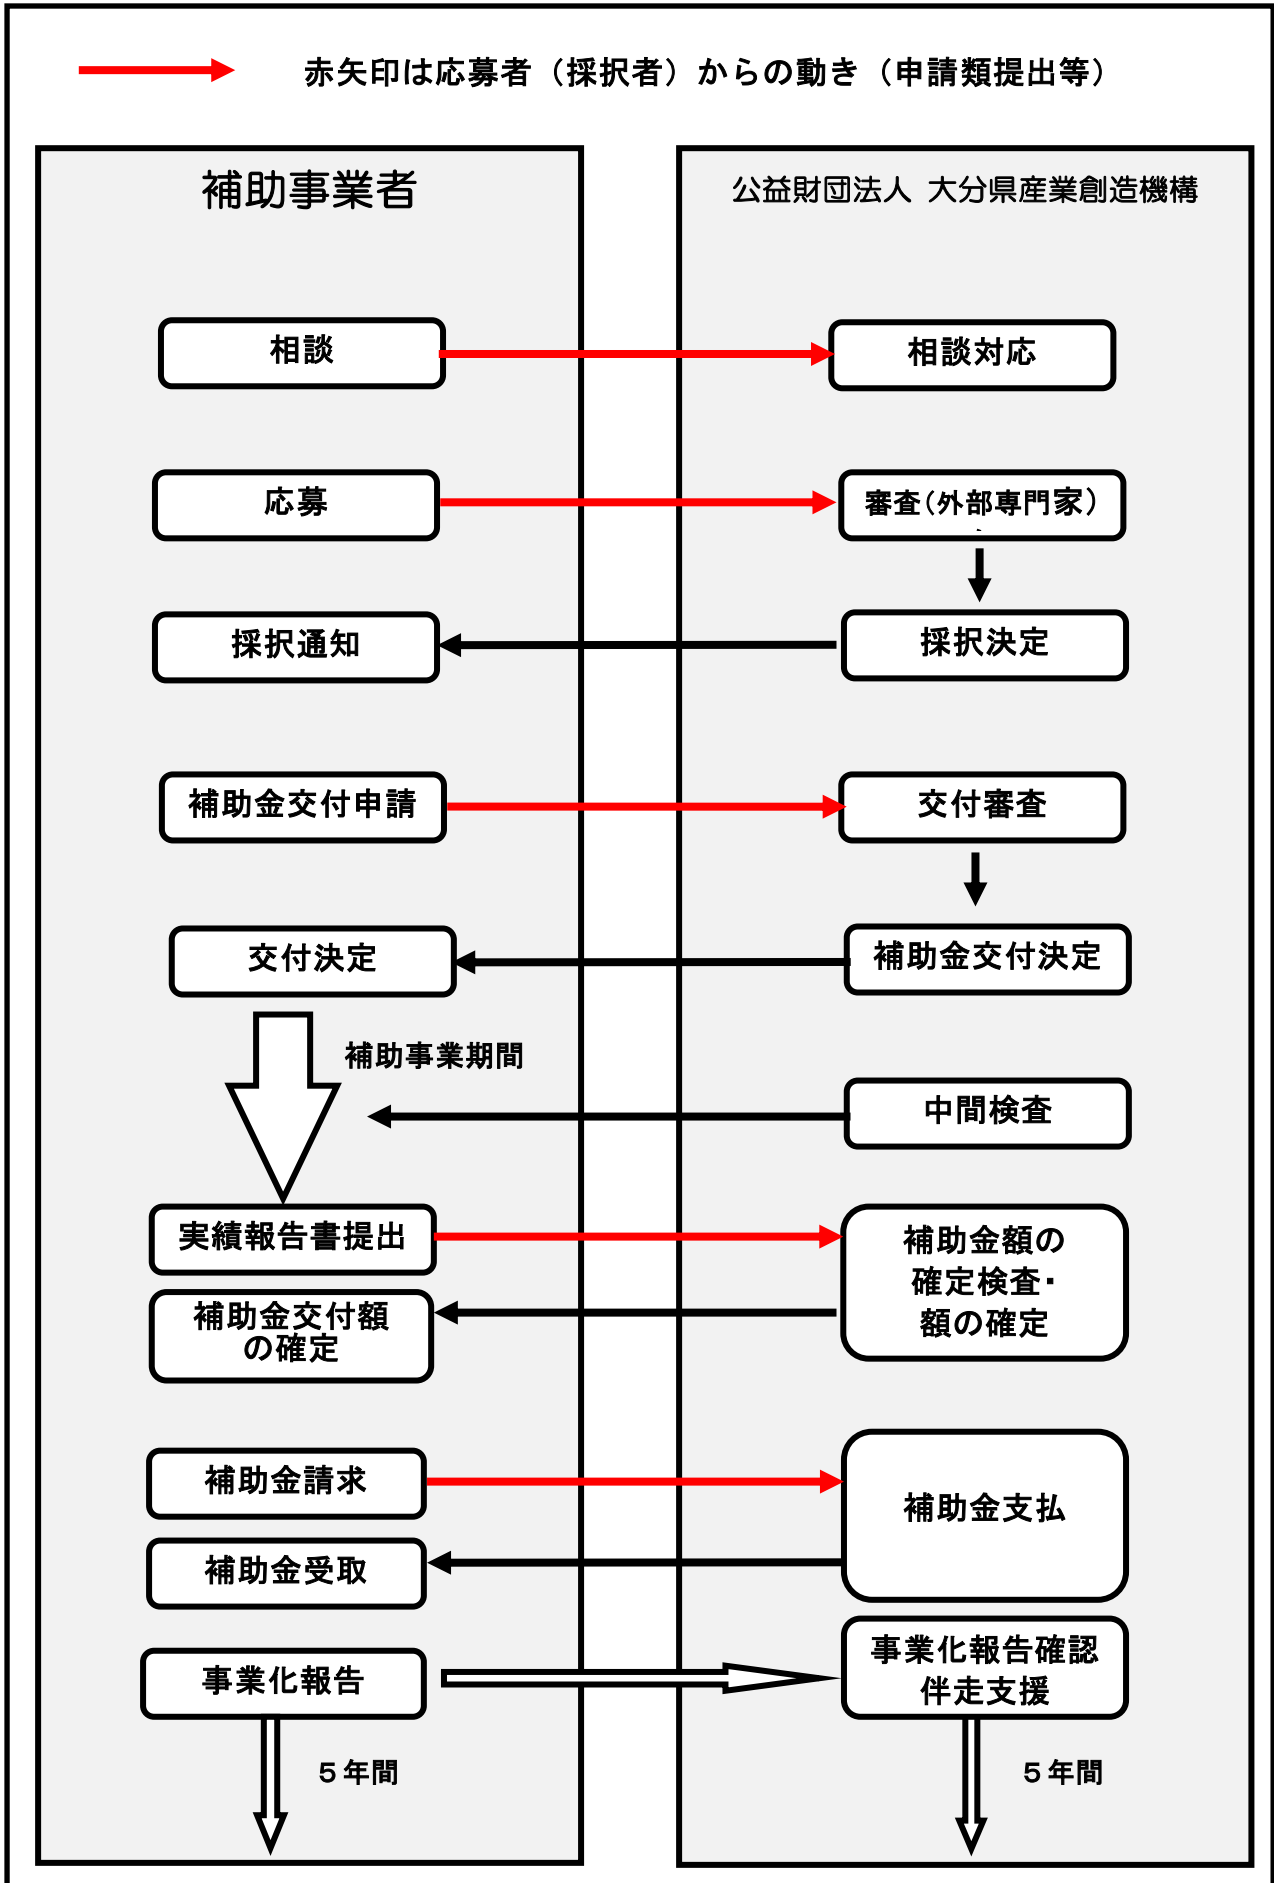 赤矢印は応募者（採択者）からの動き（申請類提出等）
補助事業者
公益財団法人 大分県産業創造機構
相談
相談対応
応募
審査（外部専門家）
採択通知
採択決定
補助金交付申請
交付審査
交付決定
補助金交付決定
補助事業期間
中間検査
実績報告書提出
補助金額の
確定検査・
額の確定
補助金交付額
の確定
補助金請求
補助金支払
補助金受取
事業化報告
事業化報告確認
伴走支援
５年間
５年間